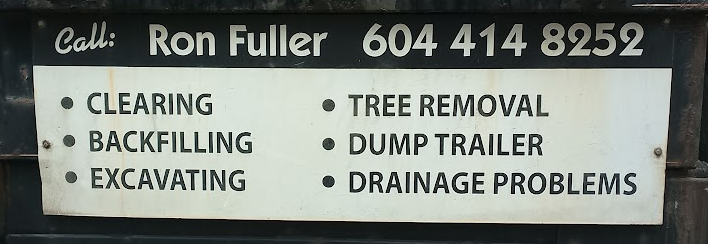 Call: Ron Fuller 604 414 8252
• CLEARING
• BACKFILLING
• EXCAVATING
• TREE REMOVAL
• DUMP TRAILER
• DRAINAGE PROBLEMS